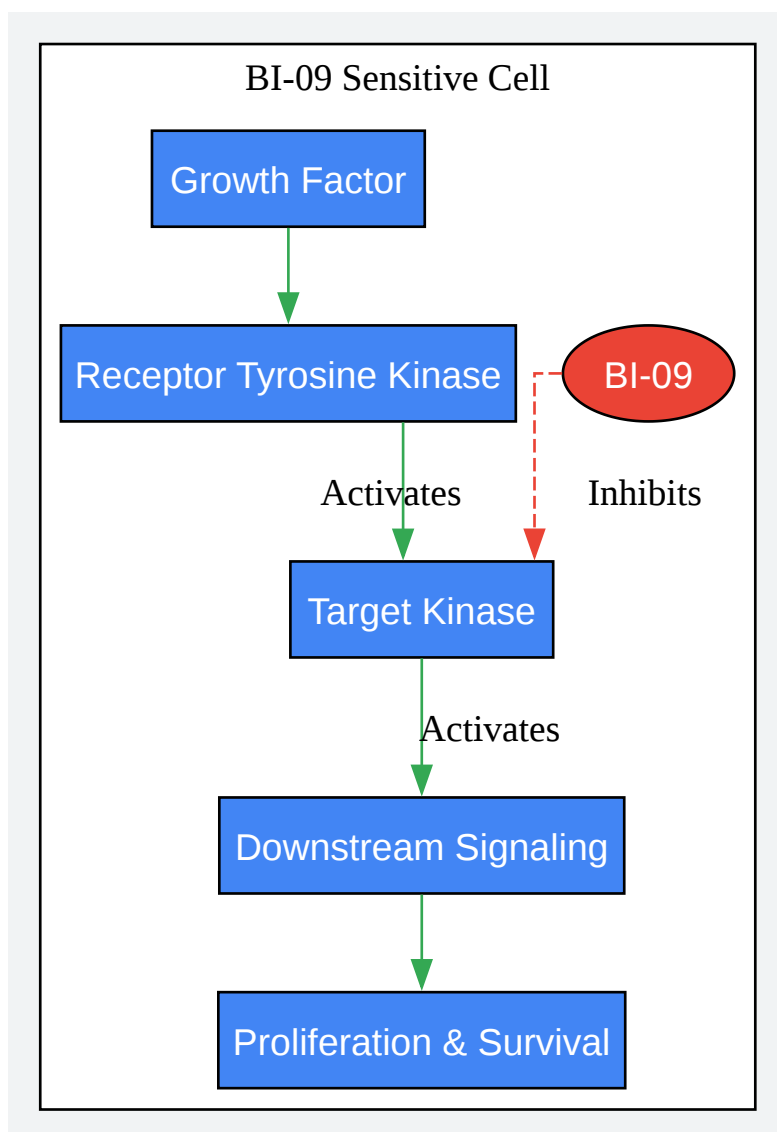 BI-09 Sensitive Cell
Growth Factor
Receptor Tyrosine Kinase
BI-09
Activates
Inhibits
Target Kinase
Activates
Downstream Signaling
Proliferation & Survival